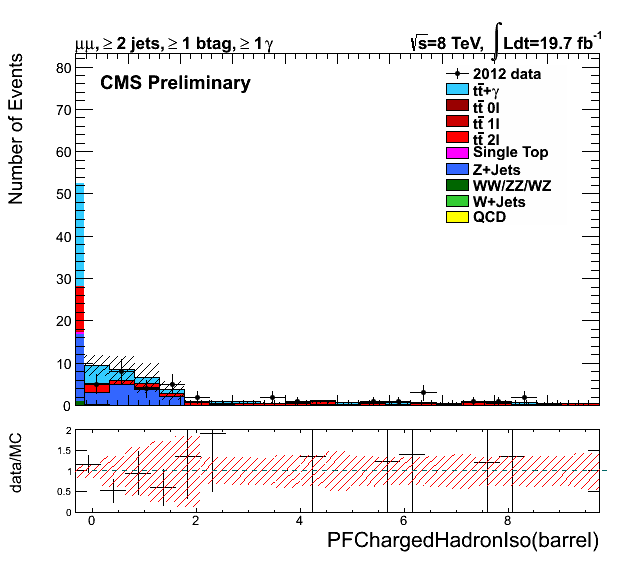 μμ, ≥ 2 jets, ≥ 1 btag, ≥ 1 γ
√s=8 TeV, ∫ Ldt=19.7 fb⁻¹
CMS Preliminary
2012 data
tt̄+γ
tt̄ 0l
tt̄ 1l
tt̄ 2l
Single Top
Z+Jets
WW/ZZ/WZ
W+Jets
QCD
Number of Events
80
70
60
50
40
30
20
10
0
data/MC
2
1.5
1
0.5
0
0 2 4 6 8
PFChargedHadronIso(barrel)